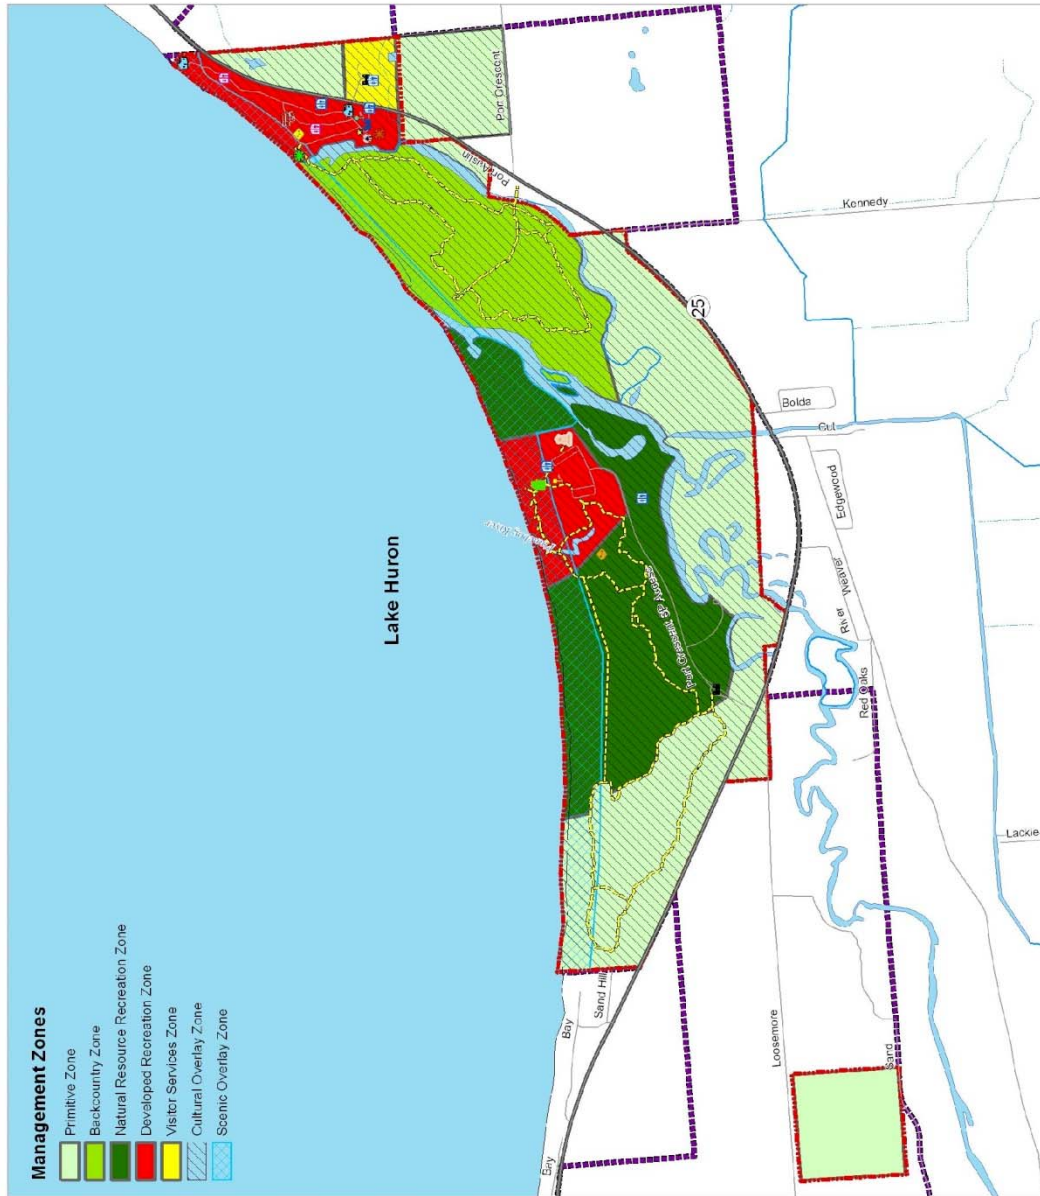 Management Zones
Primitive Zone
Backcountry Zone
Natural Resource Recreation Zone
Developed Recreation Zone
Visitor Services Zone
Cultural Overlay Zone
Scenic Overlay Zone
Lake Huron
Port Crescent
Port Austin
Kennedy
25
Bolda
Cut
Edgewood
Port Crescent SP Access
Weaver
River
Red Oaks
Lackie
Sand Hill
Bay
Bay
Loosemore
Sand